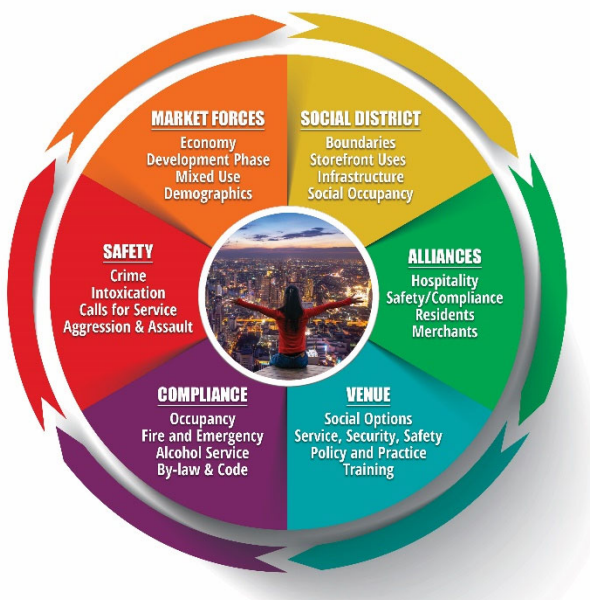 MARKET FORCES
Economy
Development Phase
Mixed Use
Demographics
SOCIAL DISTRICT
Boundaries
Storefront Uses
Infrastructure
Social Occupancy
ALLIANCES
Hospitality
Safety/Compliance
Residents
Merchants
VENUE
Social Options
Service, Security, Safety
Policy and Practice
Training
COMPLIANCE
Occupancy
Fire and Emergency
Alcohol Service
By-law & Code
SAFETY
Crime
Intoxication
Calls for Service
Aggression & Assault